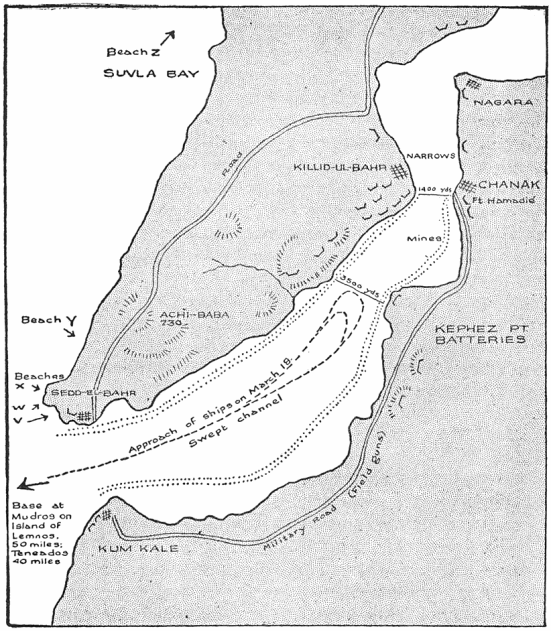 Beach Z
SUVLA BAY
NAGARA
NARROWS
KILLID-UL-BAHR
CHANAK
1400 yds
Ft. Hamadié
ROAD
Mines
3500 yds
ACHI-BABA
730
Beach Y
KEPHEZ PT
BATTERIES
Beaches
X
SEDD-EL-BAHR
W
V
Approach of ships on March 18
Swept channel
Base at
Mudros on
Island of
Lemnos,
50 miles;
Teneados
40 miles
KUM KALE
Military Road (Field Guns)